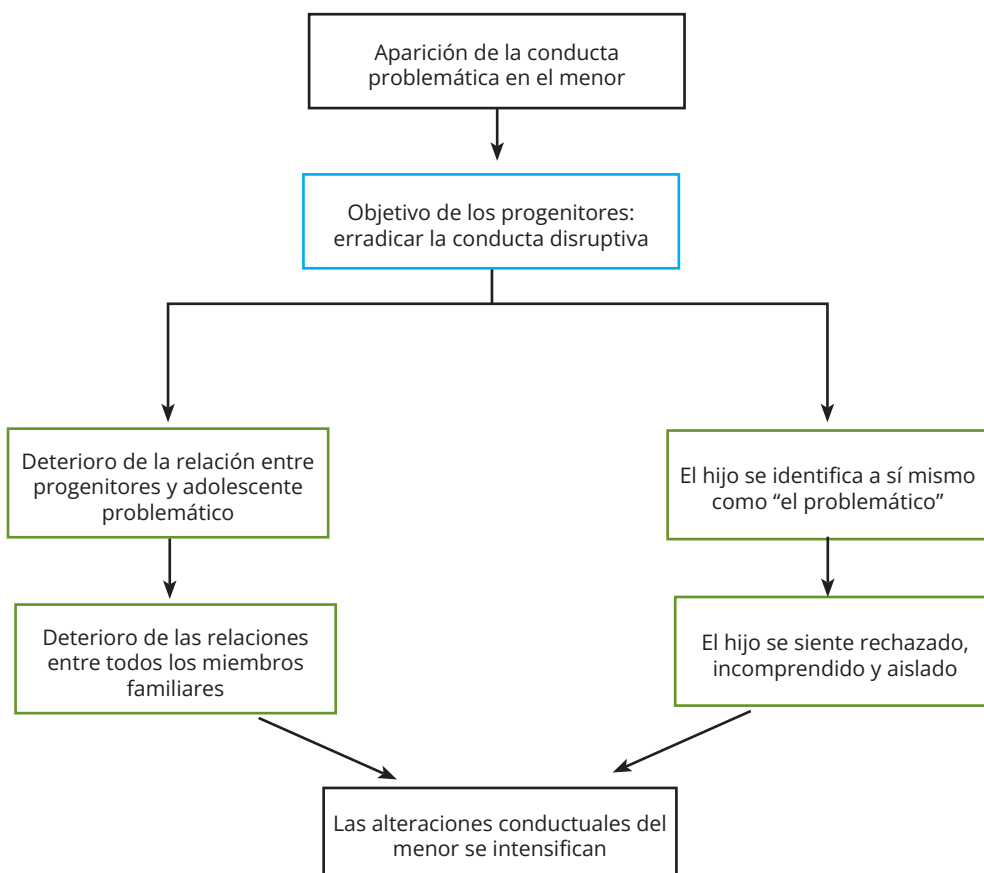 Aparición de la conducta
problemática en el menor
Objetivo de los progenitores:
erradicar la conducta disruptiva
Deterioro de la relación entre
progenitores y adolescente
problemático
El hijo se identifica a sí mismo
como “el problemático”
Deterioro de las relaciones
entre todos los miembros
familiares
El hijo se siente rechazado,
incomprendido y aislado
Las alteraciones conductuales del
menor se intensifican